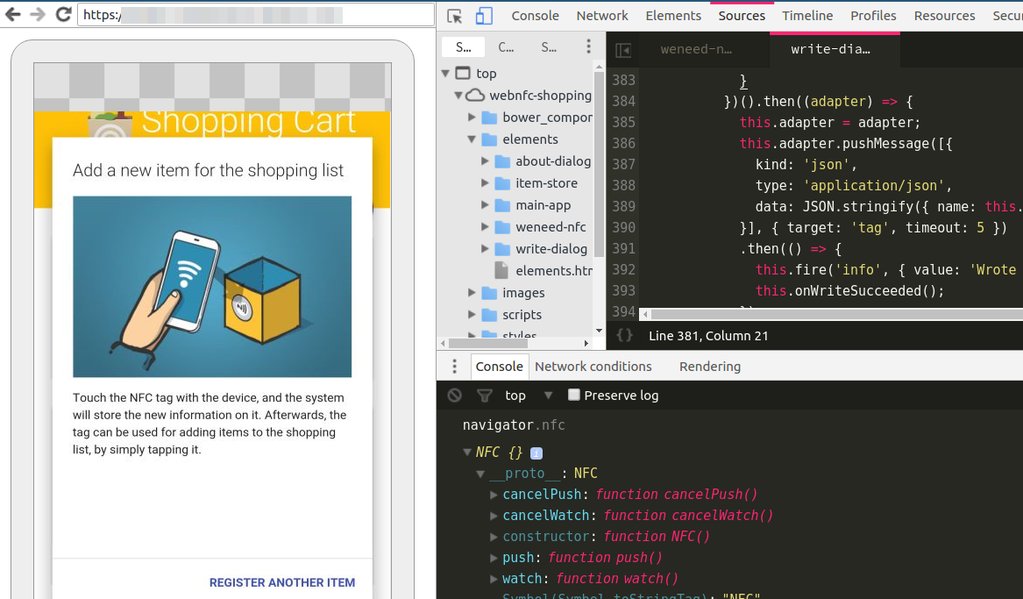 https:/
Shopping Cart
Add a new item for the shopping list
Touch the NFC tag with the device, and the system
will store the new information on it. Afterwards, the
tag can be used for adding items to the shopping
list, by simply tapping it.
REGISTER ANOTHER ITEM
Console Network Elements Sources Timeline Profiles Resources Secu
S... C... S...
top
webnfc-shopping
bower_compor
elements
about-dialog
item-store
main-app
weneed-nfc
write-dialog
elements.htm
images
scripts
styles
weneed-n… write-dia…
383 }
384 })().then((adapter) => {
385 this.adapter = adapter;
386 this.adapter.pushMessage([{
387 kind: 'json',
388 type: 'application/json',
389 data: JSON.stringify({ name: this.
390 }], { target: 'tag', timeout: 5 })
391 .then(() => {
392 this.fire('info', { value: 'Wrote
393 this.onWriteSucceeded();
394 })
{} Line 381, Column 21
Console Network conditions Rendering
top Preserve log
navigator.nfc
NFC {} i
__proto__: NFC
cancelPush: function cancelPush()
cancelWatch: function cancelWatch()
constructor: function NFC()
push: function push()
watch: function watch()
Symbol(Symbol.toStringTag): "NFC"